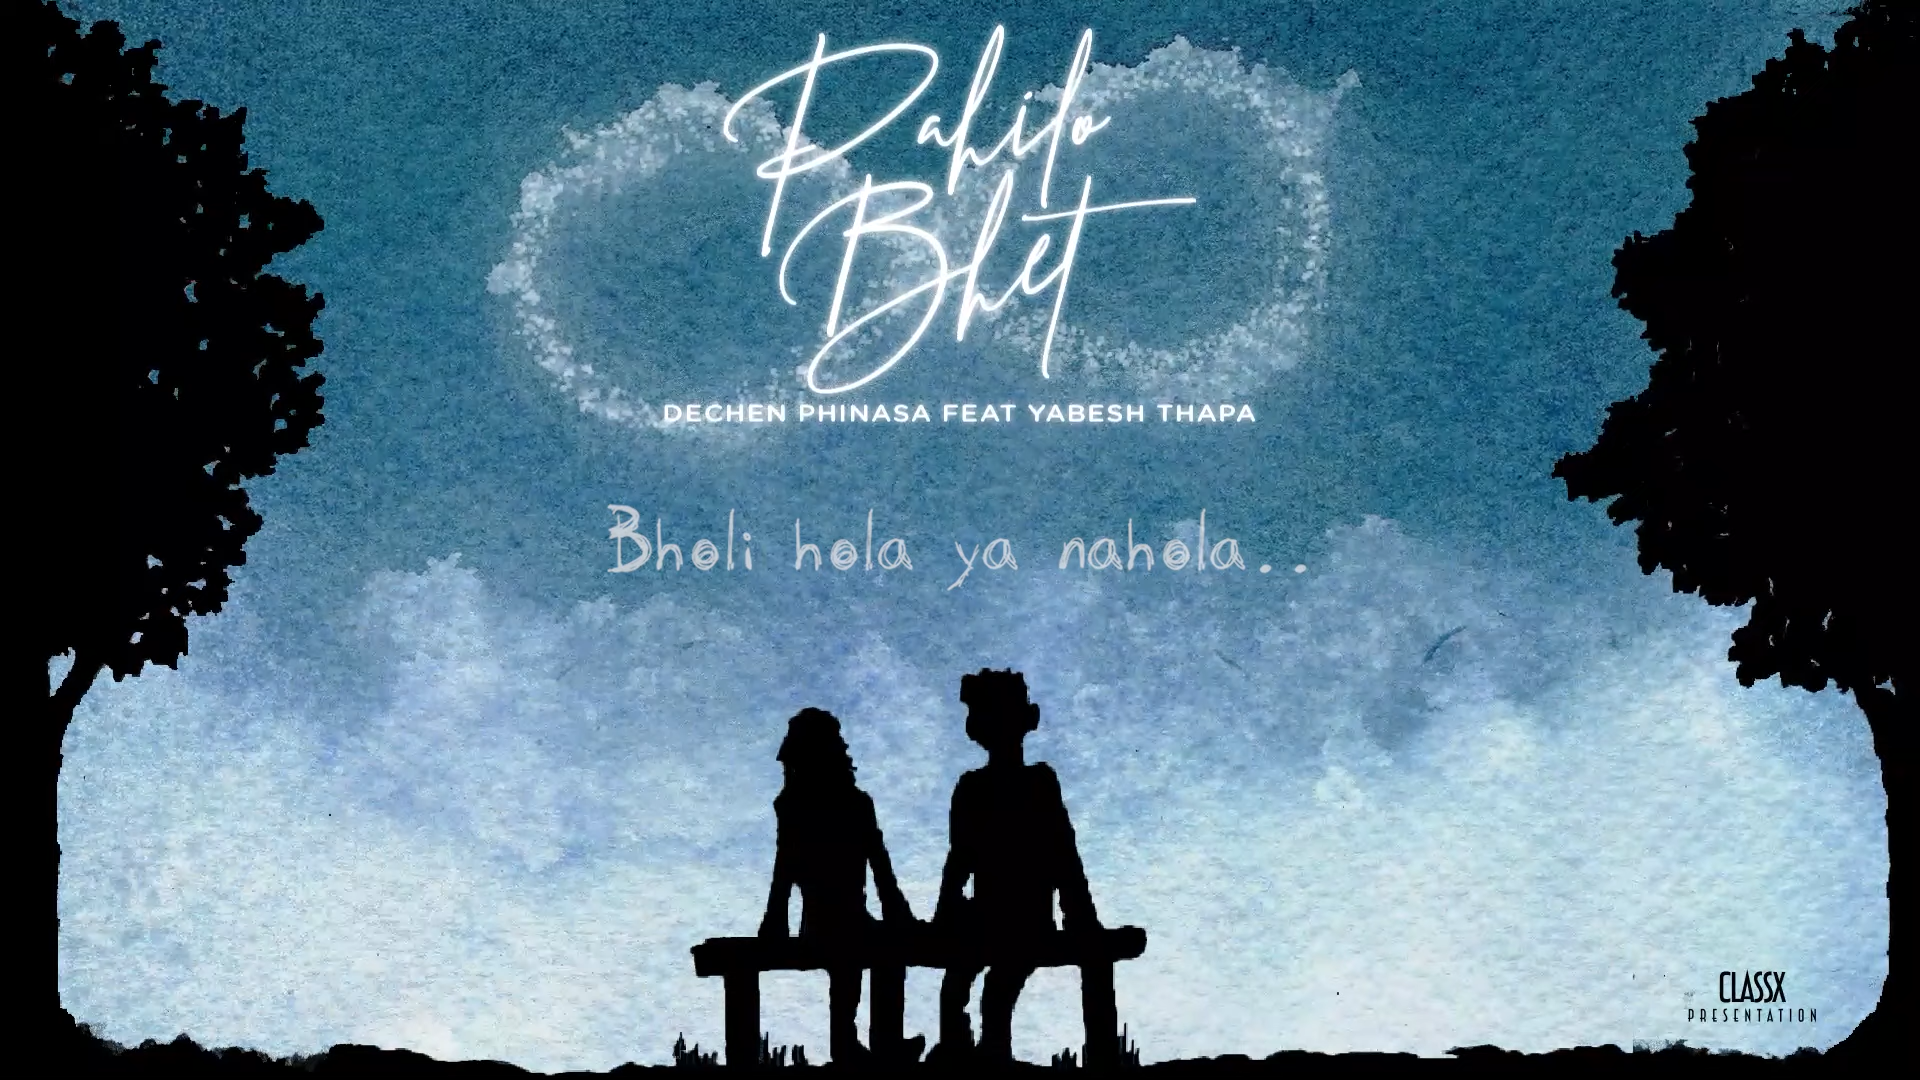 Pahilo
Bhet
DECHEN PHINASA FEAT YABESH THAPA
Bholi hola ya nahola..
CLASSX
PRESENTATION